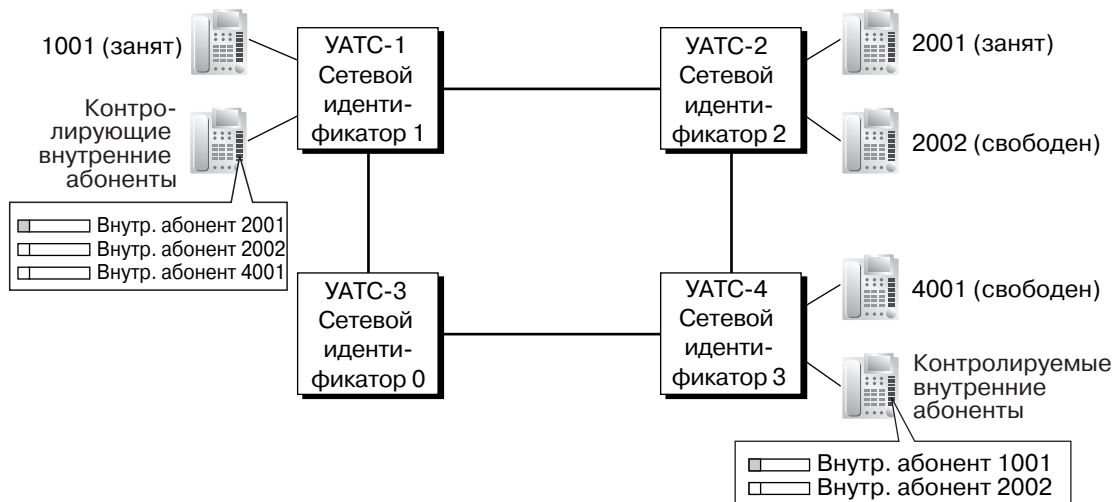 1001 (занят)
Контро-
лирующие
внутренние
абоненты
Внутр. абонент 2001
Внутр. абонент 2002
Внутр. абонент 4001
УАТС-1
Сетевой
иденти-
фикатор 1
УАТС-2
Сетевой
иденти-
фикатор 2
2001 (занят)
2002 (свободен)
УАТС-3
Сетевой
иденти-
фикатор 0
УАТС-4
Сетевой
иденти-
фикатор 3
4001 (свободен)
Контролируемые
внутренние
абоненты
Внутр. абонент 1001
Внутр. абонент 2002